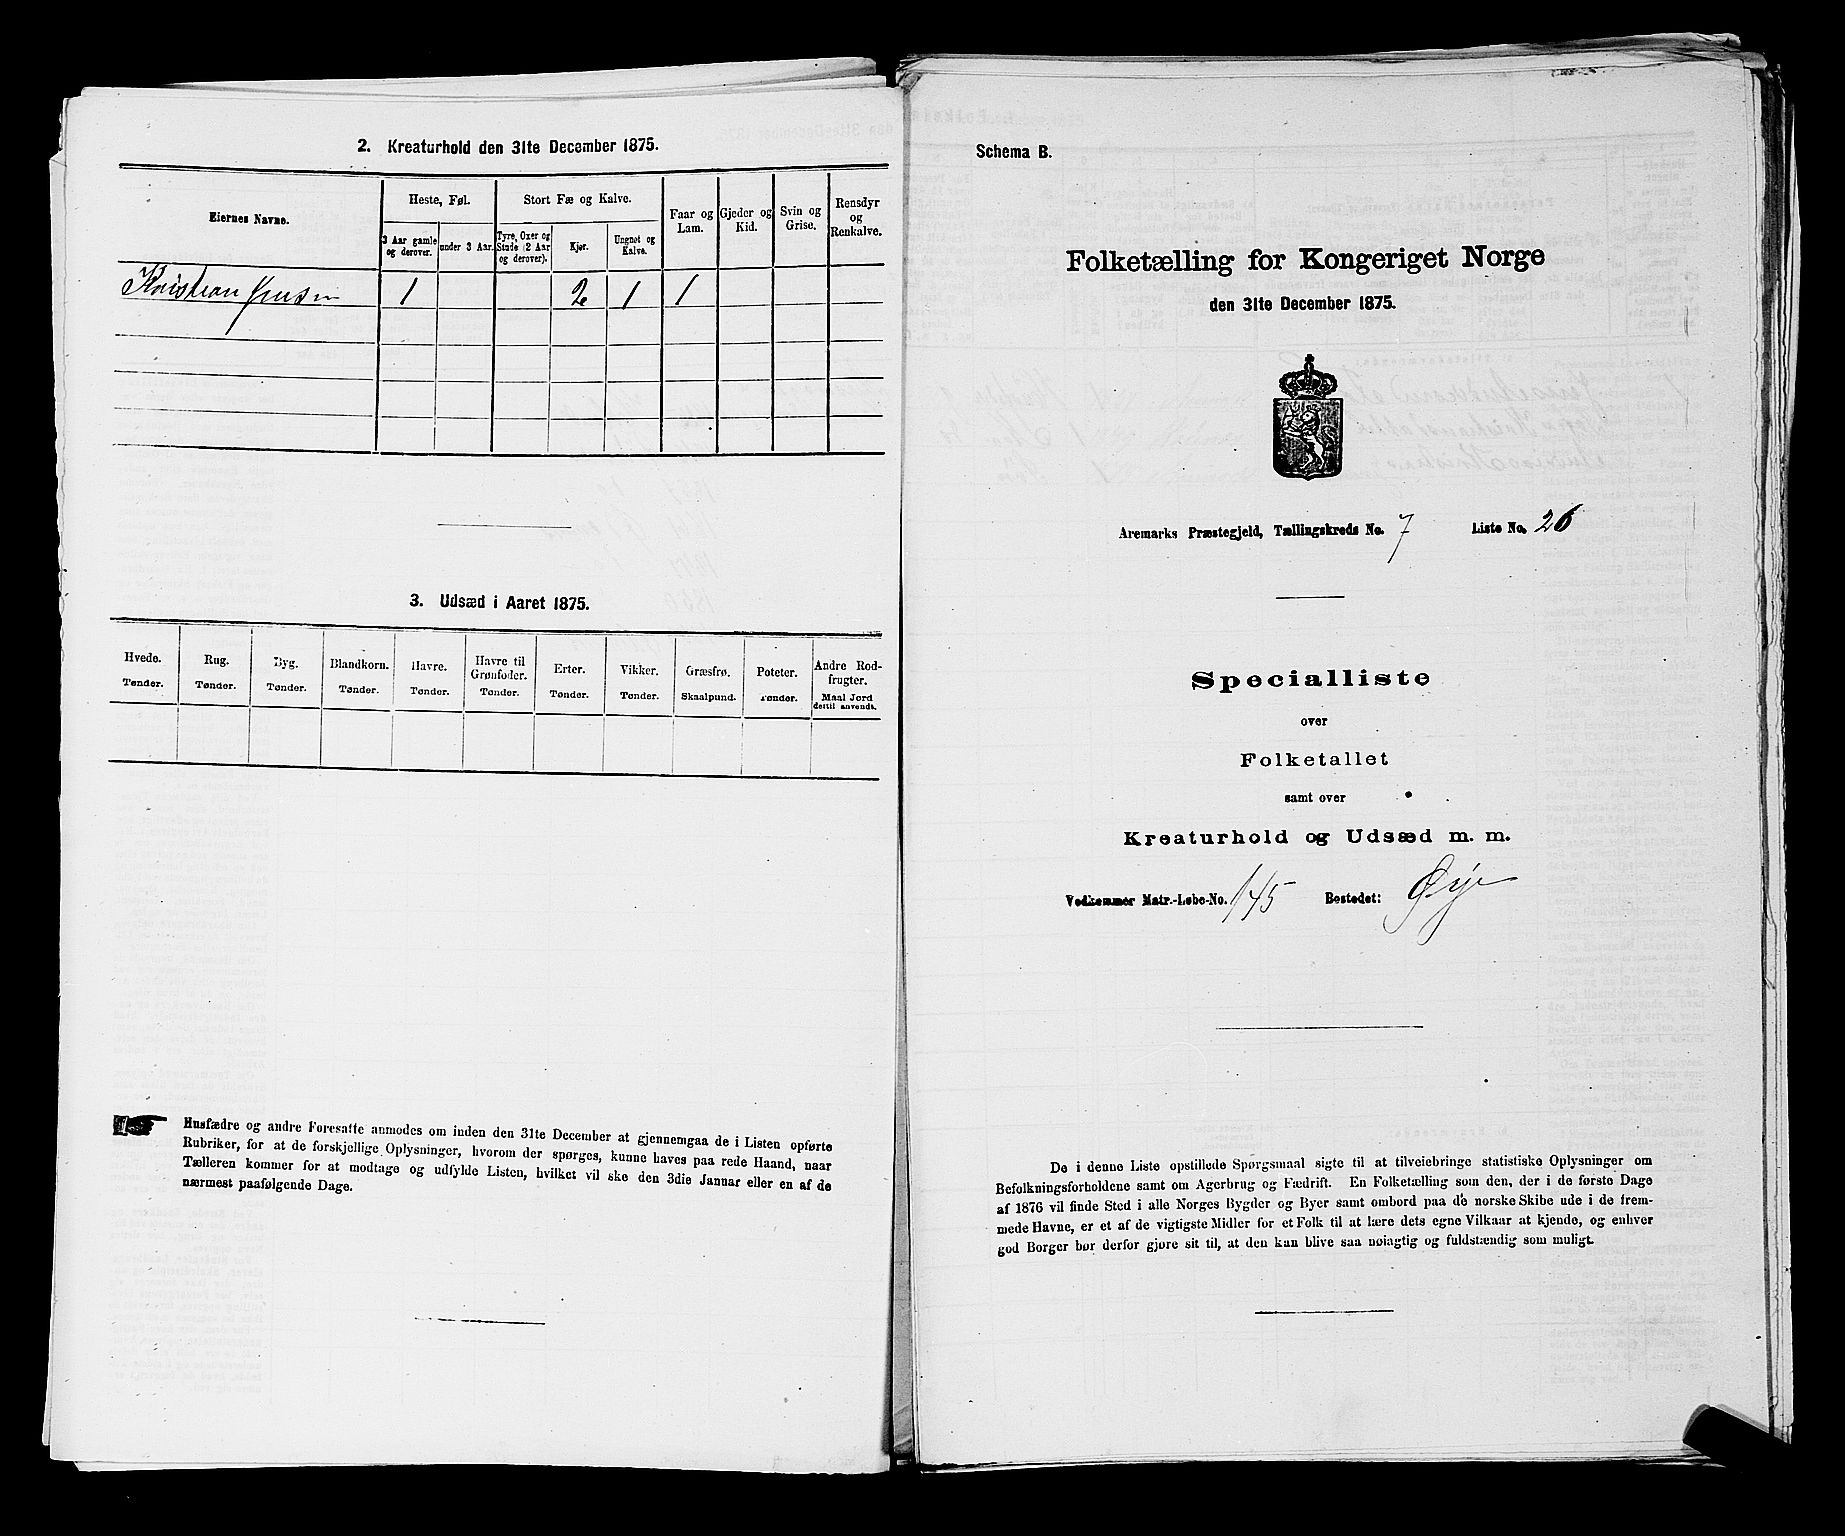 2. Kreaturhold den 31te December 1875.
Eiernes Navne.
Heste, Føl.
3 Aar gamle og derover.
under 3 Aar.
Stort Fæ og Kalve.
Tyre, Oxer og Stude (2 Aar og derover).
Kjør.
Ungnøt og Kalve.
Faar og Lam.
Gjeder og Kid.
Svin og Grise.
Rensdyr og Renkalve.
Kristian Jensen 1 2 1 1
3. Udsæd i Aaret 1875.
Hvede. Tønder.
Rug. Tønder.
Byg. Tønder.
Blandkorn. Tønder.
Havre. Tønder.
Havre til Grønfoder. Tønder.
Erter. Tønder.
Vikker. Tønder.
Græsfrø. Skaalpund.
Poteter. Tønder.
Andre Rodfrugter. Maal Jord dertil anvendt.
Husfædre og andre Foresatte anmodes om inden den 31te December at gjennemgaa de i Listen opførte
Rubriker, for at de forskjellige Oplysninger, hvorom der spørges, kunne haves paa rede Haand, naar
Tælleren kommer for at modtage og udfylde Listen, hvilket vil ske den 3die Januar eller en af de
nærmest paafølgende Dage.
Schema B.
Folketælling for Kongeriget Norge
den 31te December 1875.
Aremarks Præstegjeld, Tællingskreds No. 7 Liste No. 26
Specialliste
over
Folketallet
samt over
Kreaturhold og Udsæd m. m.
Vedkommer Matr.-Løbe-No. 145 Bostedet: Ørje
De i denne Liste opstillede Spørgsmaal sigte til at tilveiebringe statistiske Oplysninger om
Befolkningsforholdene samt om Agerbrug og Fædrift. En Folketælling som den, der i de første Dage
af 1876 vil finde Sted i alle Norges Bygder og Byer samt ombord paa de norske Skibe ude i de frem-
mede Havne, er et af de vigtigste Midler for et Folk til at lære dets egne Vilkaar at kjende, og enhver
god Borger bør derfor gjøre sit til, at den kan blive saa nøiagtig og fuldstændig som muligt.